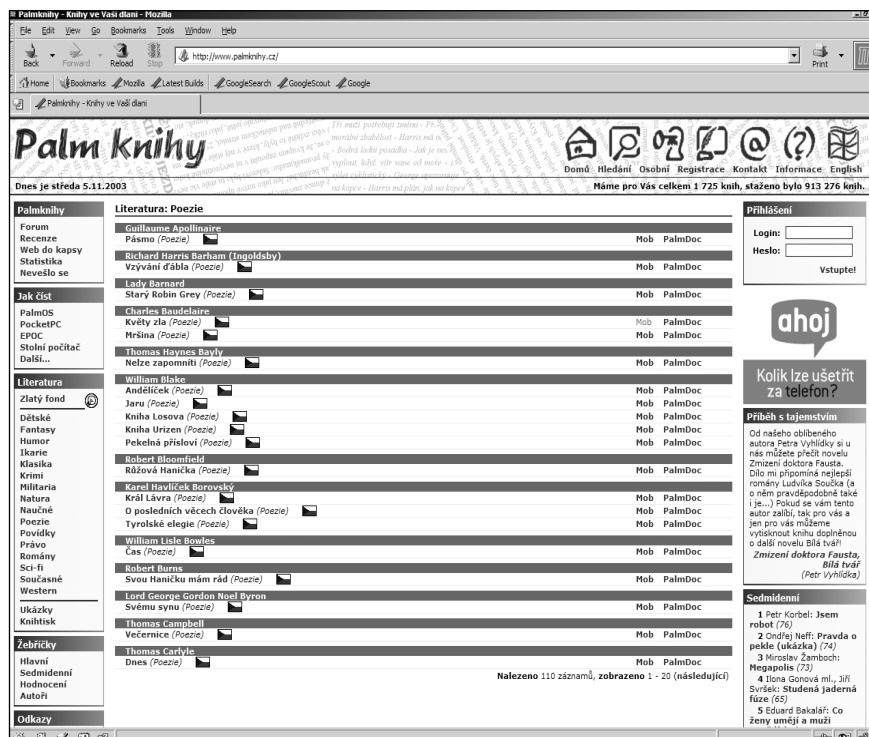 Palmknihy - Knihy ve Vaší dlani - Mozilla
File Edit View Go Bookmarks Tools Window Help
Back Forward Reload Stop http://www.palmknihy.cz/ Print
Home Bookmarks Mozilla Latest Builds GoogleSearch GoogleScout Google
Palmknihy - Knihy ve Vaší dlani
Palm Knihy
Domů Hledání Osobní Registrace Kontakt Informace English
Dnes je středa 5.11.2003
Máme pro Vás celkem 1 725 knih, staženo bylo 913 276 knih.
Palmknihy
Forum
Recenze
Web do kapsy
Statistika
Nevešlo se
Jak číst
PalmOS
PocketPC
EPOC
Stolní počítač
Další...
Literatura
Zlatý fond
Dětské
Fantasy
Humor
Ikarie
Klasika
Krimi
Militaria
Natura
Naučné
Poezie
Povídky
Právo
Romány
Sci-fi
Současné
Western
Ukázky
Knihtisk
Žebříčky
Hlavní
Sedmidenní
Hodnocení
Autoři
Odkazy
Literatura: Poezie
Guillaume Apollinaire
Pásmo (Poezie) Mob PalmDoc
Richard Harris Barham (Ingoldsby)
Vzývání ďábla (Poezie) Mob PalmDoc
Lady Barnard
Starý Robin Grey (Poezie) Mob PalmDoc
Charles Baudelaire
Květy zla (Poezie) Mob PalmDoc
Mršina (Poezie) Mob PalmDoc
Thomas Haynes Bayly
Nelze zapomníti (Poezie) Mob PalmDoc
William Blake
Andělíček (Poezie) Mob PalmDoc
Jaru (Poezie) Mob PalmDoc
Kniha Losova (Poezie) Mob PalmDoc
Kniha Urizen (Poezie) Mob PalmDoc
Pekelná přísloví (Poezie) Mob PalmDoc
Robert Bloomfield
Růžová Hanička (Poezie) Mob PalmDoc
Karel Havlíček Borovský
Král Lávra (Poezie) Mob PalmDoc
O posledních věcech člověka (Poezie) Mob PalmDoc
Tyrolské elegie (Poezie) Mob PalmDoc
William Lisle Bowles
Čas (Poezie) Mob PalmDoc
Robert Burns
Svou Haničku mám rád (Poezie) Mob PalmDoc
Lord George Gordon Noel Byron
Svému synu (Poezie) Mob PalmDoc
Thomas Campbell
Večernice (Poezie) Mob PalmDoc
Thomas Carlyle
Dnes (Poezie) Mob PalmDoc
Nalezeno 110 záznamů, zobrazeno 1 - 20 (následující)
Přihlášení
Login:
Heslo:
Vstupte!
ahoj
Kolik lze ušetřit
za telefon?
Příběh s tajemstvím
Od našeho oblíbeného
autora Petra Vyhlídky si u
nás můžete přečíst novelu
Zmizení doktora Fausta.
Dílo mi připomíná nejlepší
romány Ludvíka Součka (a
o něm pravděpodobně také
i je...) Pokud se vám tento
autor zalíbí, tak pro vás a
jen pro vás můžeme
vytisknout knihu doplněnou
o další novelu Bílá tvář!
Zmizení doktora Fausta,
Bílá tvář
(Petr Vyhlídka)
Sedmidenní
1 Petr Korbel: Jsem
robot (76)
2 Ondřej Neff: Pravda o
pekle (ukázka) (74)
3 Miroslav Žamboch:
Megapolis (73)
4 Ilona Gonová ml., Jiří
Svršek: Studená jaderná
fúze (65)
5 Eduard Bakalář: Co
ženy umějí a muži